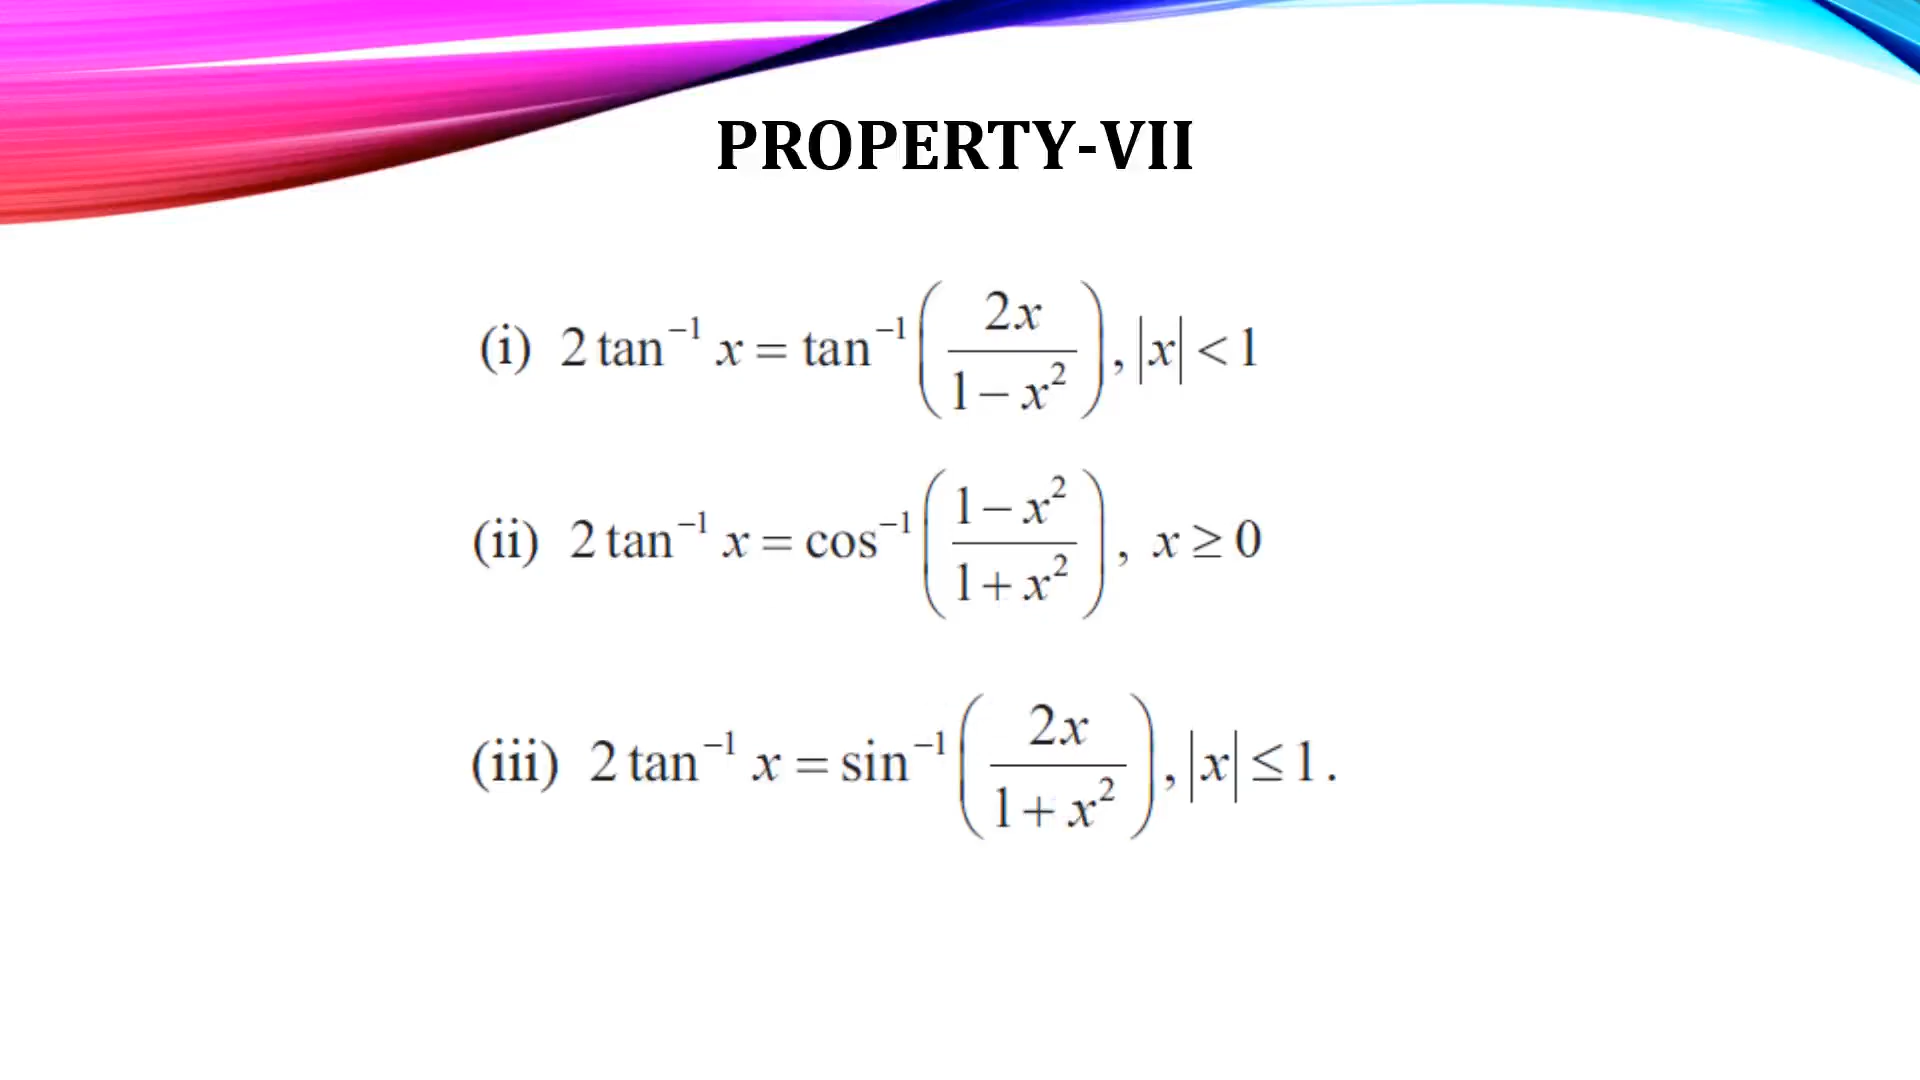 PROPERTY-VII
(i) 2 tan⁻¹ x = tan⁻¹ (2x / 1 − x²), |x| < 1
(ii) 2 tan⁻¹ x = cos⁻¹ (1 − x² / 1 + x²), x ≥ 0
(iii) 2 tan⁻¹ x = sin⁻¹ (2x / 1 + x²), |x| ≤ 1.